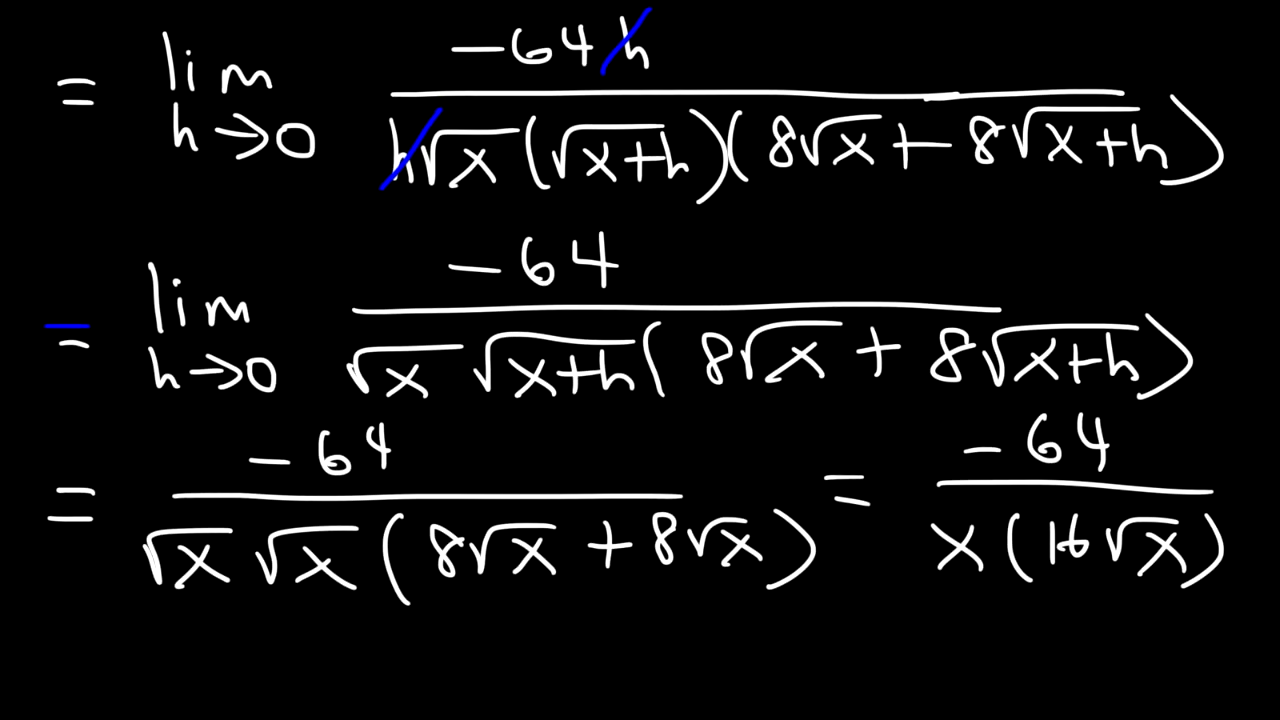 = lim h→0 -64h / h√x (√x+h)(8√x + 8√x+h)
= lim h→0 -64 / √x √x+h (8√x + 8√x+h)
= -64 / √x √x (8√x + 8√x) = -64 / x(16√x)